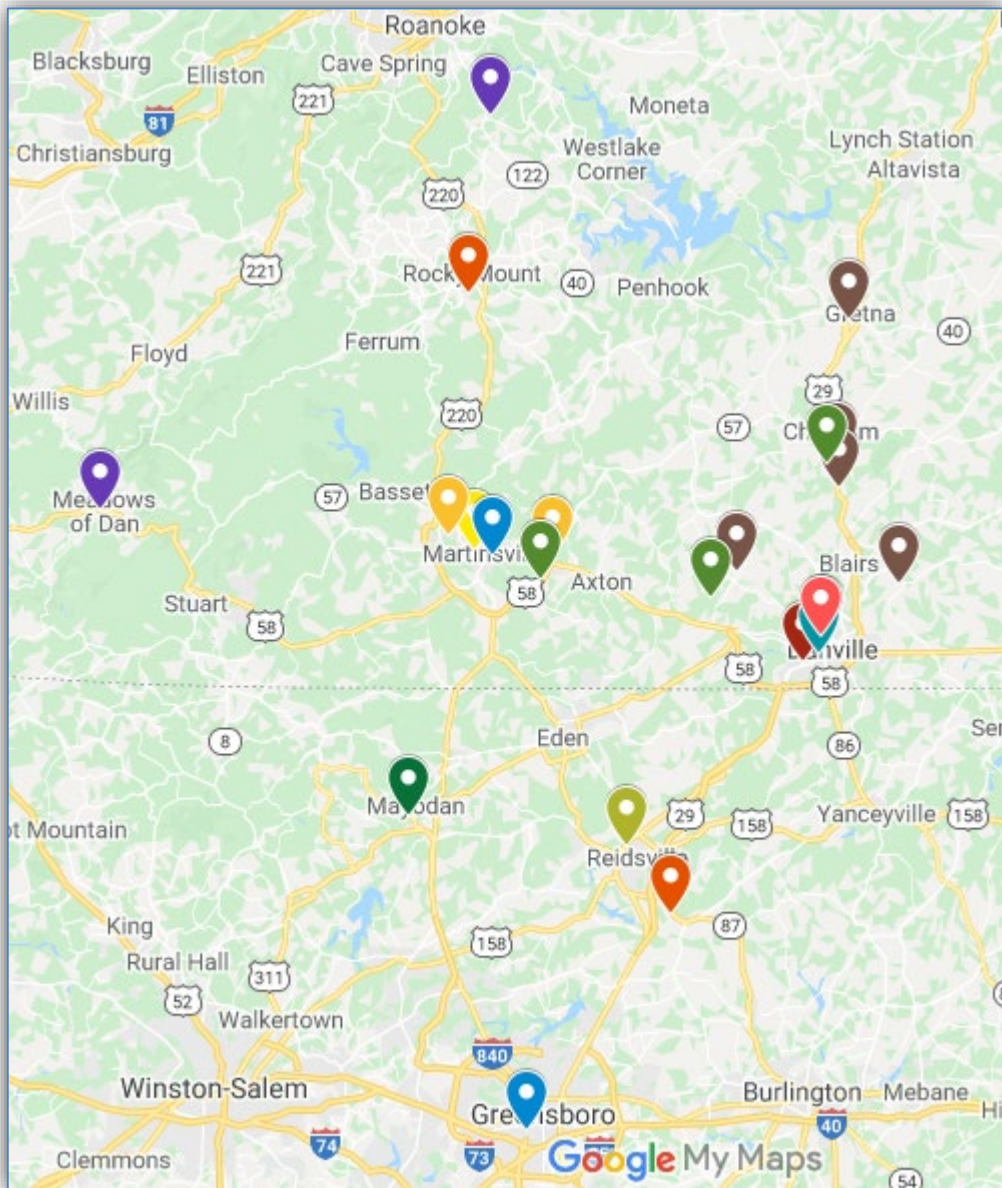 Roanoke
Blacksburg
Cave Spring
Elliston
221
Moneta
81
Westlake
Corner
Lynch Station
Altavista
Christiansburg
122
220
221
Rocky Mount
40
Penhook
Gretna
40
Ferrum
Floyd
29
Willis
220
57
Meadows
of Dan
57
Axton
Blairs
Stuart
58
58
58
58
8
Eden
86
Mayodan
29
158
Yanceyville
158
Reidsville
87
King
158
Rural Hall
311
52
Walkertown
840
Winston-Salem
Greensboro
Burlington
Mebane
40
74
73
Clemmons
Google My Maps
54